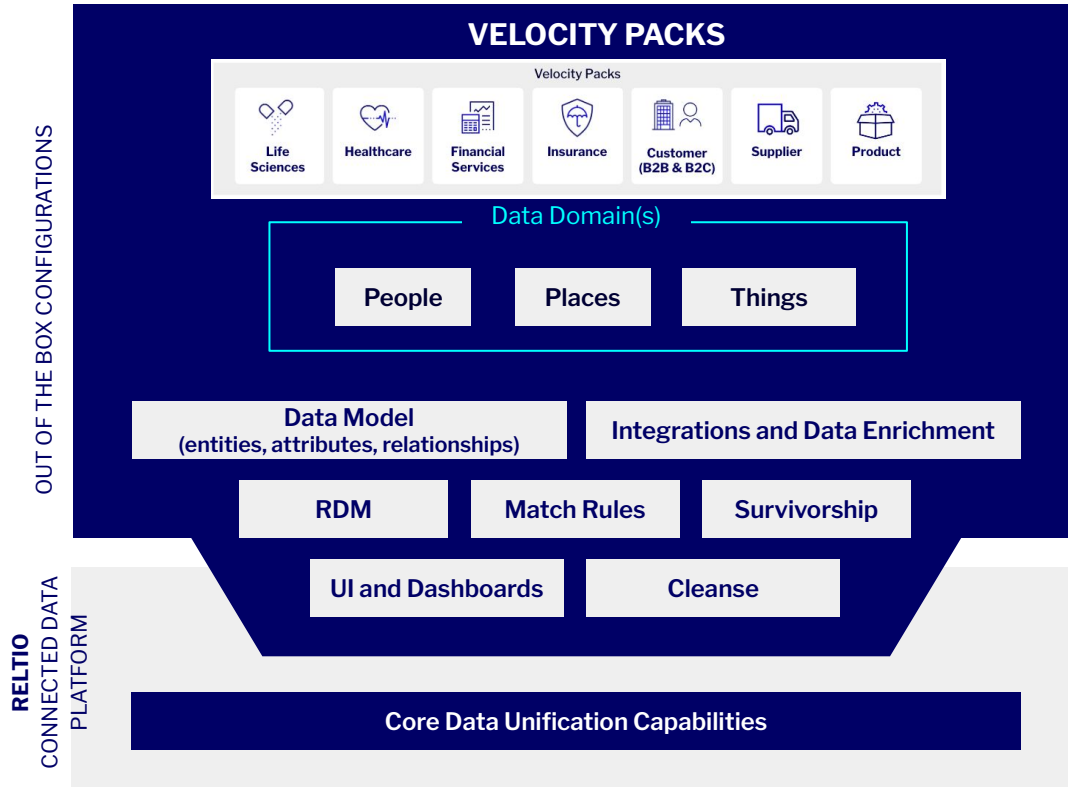 VELOCITY PACKS
Velocity Packs
Life
Sciences
Healthcare
Financial
Services
Insurance
Customer
(B2B & B2C)
Supplier
Product
Data Domain(s)
People
Places
Things
OUT OF THE BOX CONFIGURATIONS
Data Model
(entities, attributes, relationships)
Integrations and Data Enrichment
RDM
Match Rules
Survivorship
UI and Dashboards
Cleanse
RELTIO
CONNECTED DATA
PLATFORM
Core Data Unification Capabilities